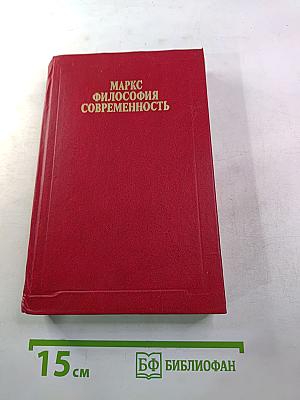 МАРКС
ФИЛОСОФИЯ
СОВРЕМЕННОСТЬ
15 см
БФ БИБЛИОФАН